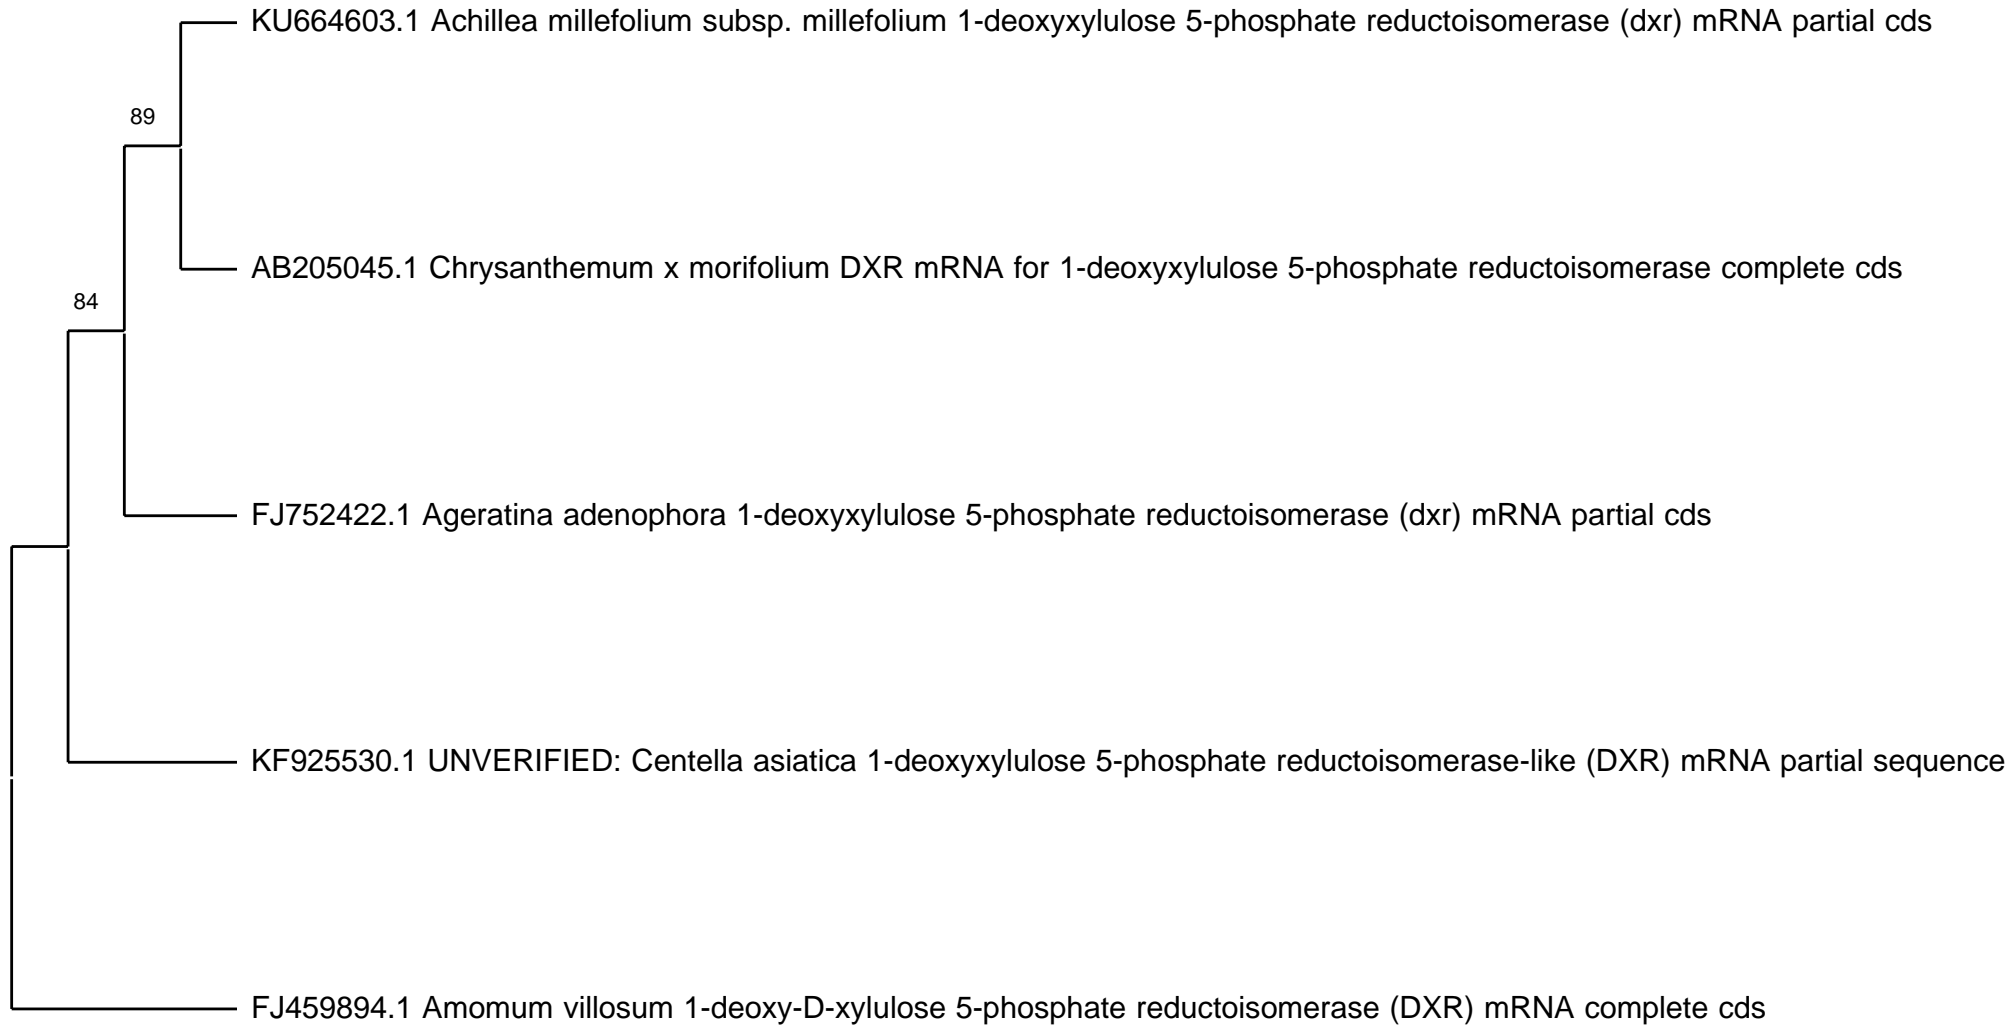 KU664603.1 Achillea millefolium subsp. millefolium 1-deoxyxylulose 5-phosphate reductoisomerase (dxr) mRNA partial cds
89
AB205045.1 Chrysanthemum x morifolium DXR mRNA for 1-deoxyxylulose 5-phosphate reductoisomerase complete cds
84
FJ752422.1 Ageratina adenophora 1-deoxyxylulose 5-phosphate reductoisomerase (dxr) mRNA partial cds
KF925530.1 UNVERIFIED: Centella asiatica 1-deoxyxylulose 5-phosphate reductoisomerase-like (DXR) mRNA partial sequence
FJ459894.1 Amomum villosum 1-deoxy-D-xylulose 5-phosphate reductoisomerase (DXR) mRNA complete cds